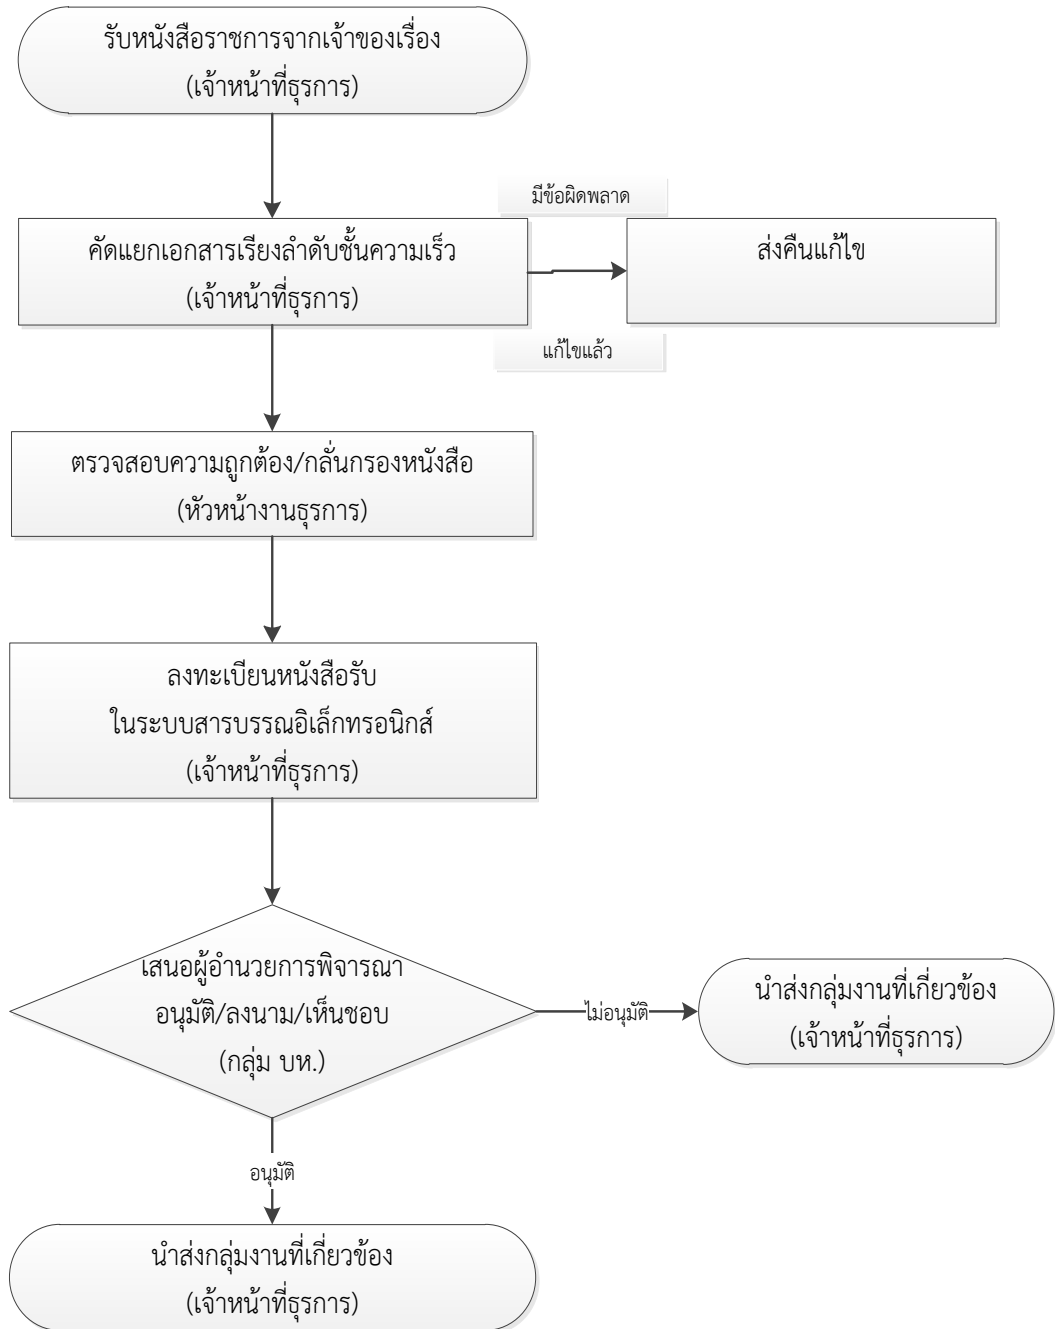 รับหนังสือราชการจากเจ้าของเรื่อง
(เจ้าหน้าที่ธุรการ)
มีข้อผิดพลาด
คัดแยกเอกสารเรียงลำดับชั้นความเร็ว
(เจ้าหน้าที่ธุรการ)
ส่งคืนแก้ไข
แก้ไขแล้ว
ตรวจสอบความถูกต้อง/กลั่นกรองหนังสือ
(หัวหน้างานธุรการ)
ลงทะเบียนหนังสือรับ
ในระบบสารบรรณอิเล็กทรอนิกส์
(เจ้าหน้าที่ธุรการ)
เสนอผู้อำนวยการพิจารณา
อนุมัติ/ลงนาม/เห็นชอบ
(กลุ่ม บห.)
ไม่อนุมัติ
นำส่งกลุ่มงานที่เกี่ยวข้อง
(เจ้าหน้าที่ธุรการ)
อนุมัติ
นำส่งกลุ่มงานที่เกี่ยวข้อง
(เจ้าหน้าที่ธุรการ)